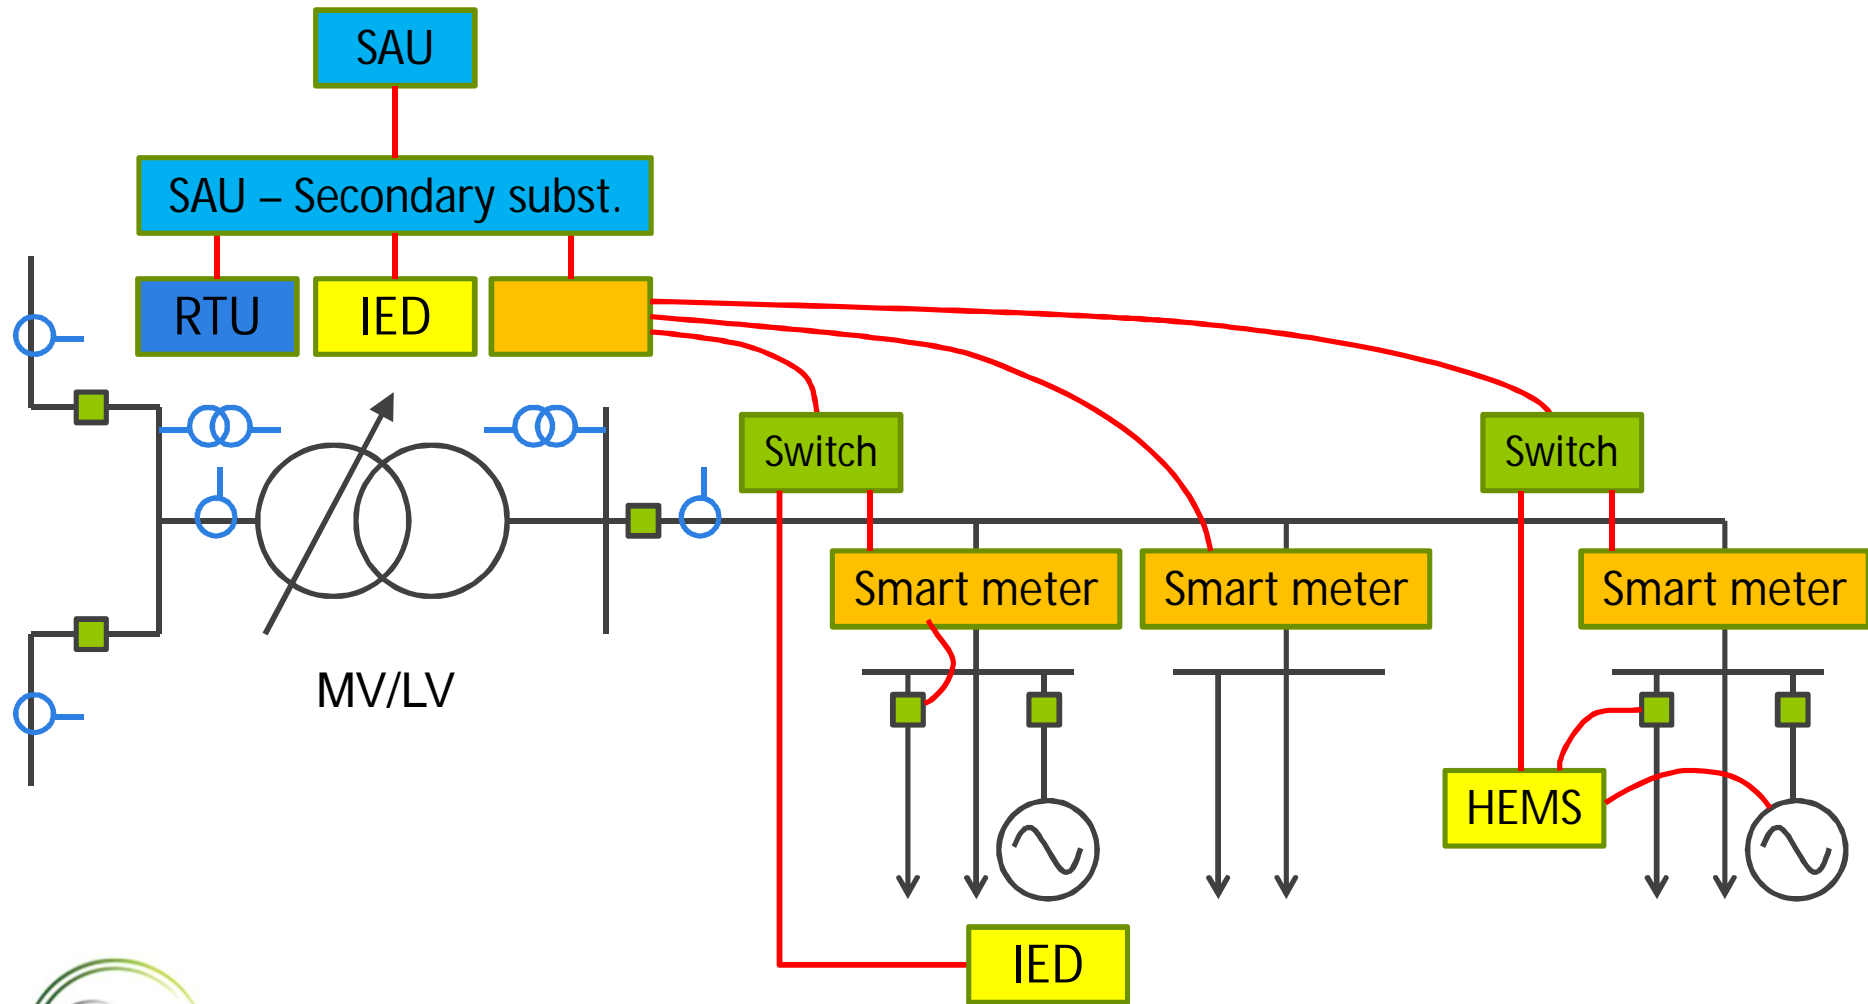 SAU
SAU – Secondary subst.
RTU
IED
Switch
Switch
Smart meter
Smart meter
Smart meter
MV/LV
HEMS
IED